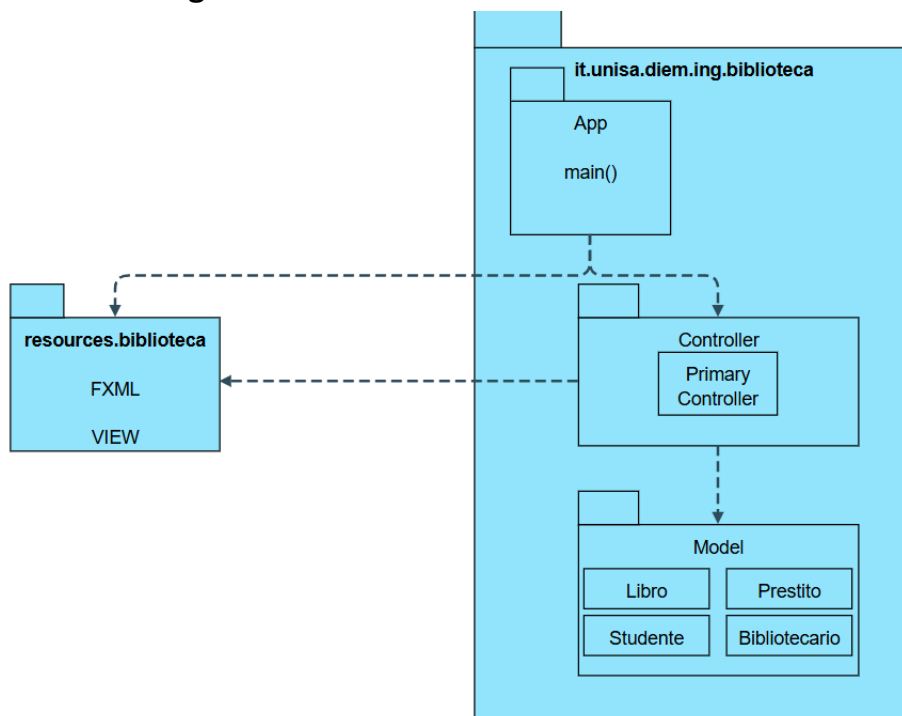 it.unisa.diem.ing.biblioteca
App
main()
resources.biblioteca
FXML
VIEW
Controller
Primary
Controller
Model
Libro
Prestito
Studente
Bibliotecario